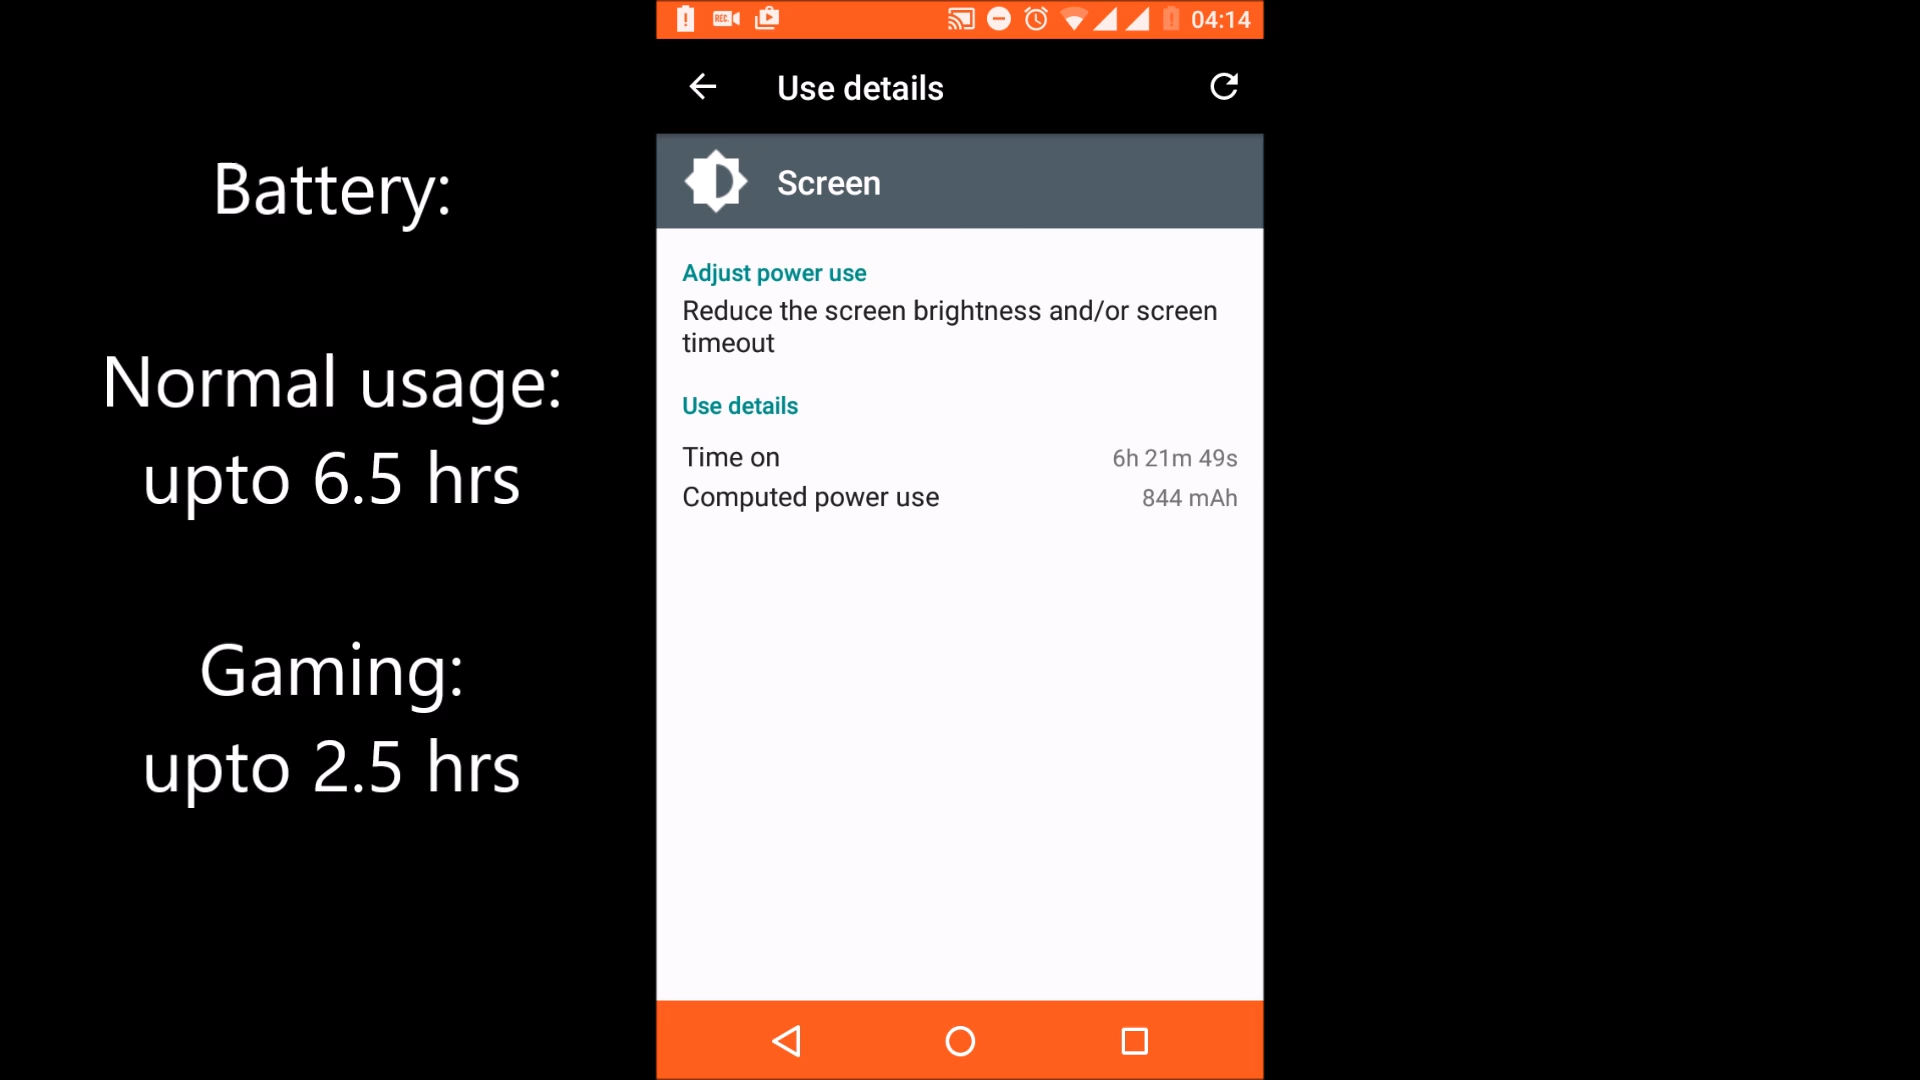 Battery:
Normal usage:
upto 6.5 hrs
Gaming:
upto 2.5 hrs
REC
04:14
Use details
Screen
Adjust power use
Reduce the screen brightness and/or screen
timeout
Use details
Time on 6h 21m 49s
Computed power use 844 mAh